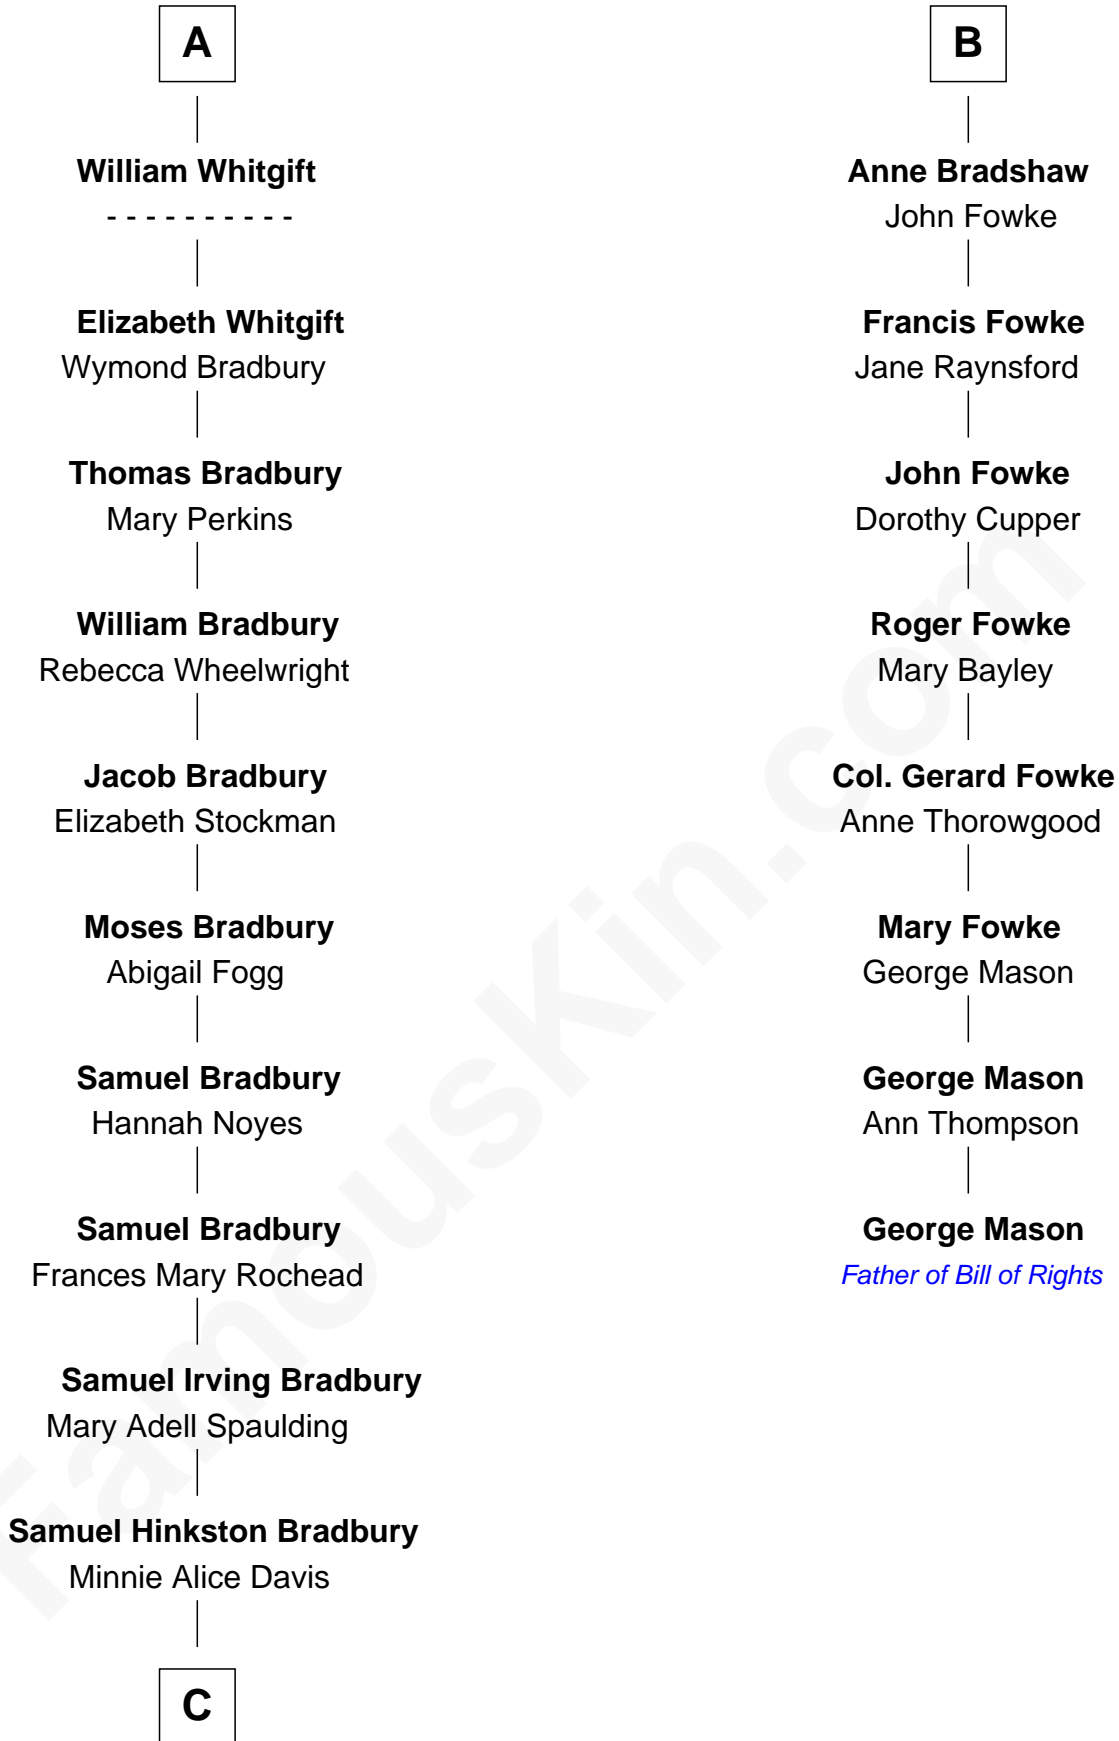 A
William Whitgift
- - - - - - - - - -
Elizabeth Whitgift
Wymond Bradbury
Thomas Bradbury
Mary Perkins
William Bradbury
Rebecca Wheelwright
Jacob Bradbury
Elizabeth Stockman
Moses Bradbury
Abigail Fogg
Samuel Bradbury
Hannah Noyes
Samuel Bradbury
Frances Mary Rochead
Samuel Irving Bradbury
Mary Adell Spaulding
Samuel Hinkston Bradbury
Minnie Alice Davis
C
B
Anne Bradshaw
John Fowke
Francis Fowke
Jane Raynsford
John Fowke
Dorothy Cupper
Roger Fowke
Mary Bayley
Col. Gerard Fowke
Anne Thorowgood
Mary Fowke
George Mason
George Mason
Ann Thompson
George Mason
Father of Bill of Rights
FamousKin.com